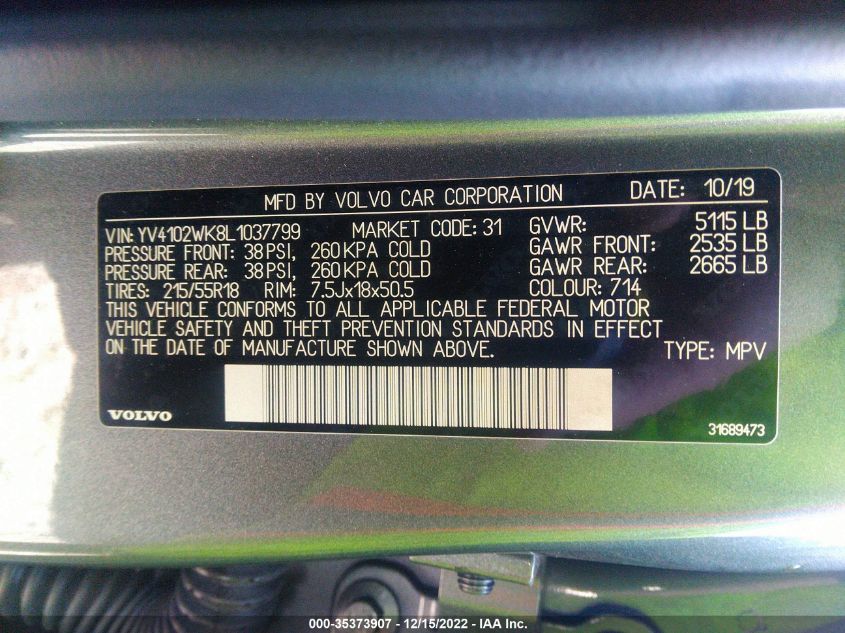 MFD BY VOLVO CAR CORPORATION DATE: 10/19
VIN: YV4102WK8L1037799 MARKET CODE: 31 GVWR: 5115 LB
PRESSURE FRONT: 38 PSI, 260 KPA COLD GAWR FRONT: 2535 LB
PRESSURE REAR: 38 PSI, 260 KPA COLD GAWR REAR: 2665 LB
TIRES: 215/55R18 RIM: 7.5Jx18x50.5 COLOUR: 714
THIS VEHICLE CONFORMS TO ALL APPLICABLE FEDERAL MOTOR
VEHICLE SAFETY AND THEFT PREVENTION STANDARDS IN EFFECT
ON THE DATE OF MANUFACTURE SHOWN ABOVE. TYPE: MPV
VOLVO 31689473
000-35373907 - 12/15/2022 - IAA Inc.